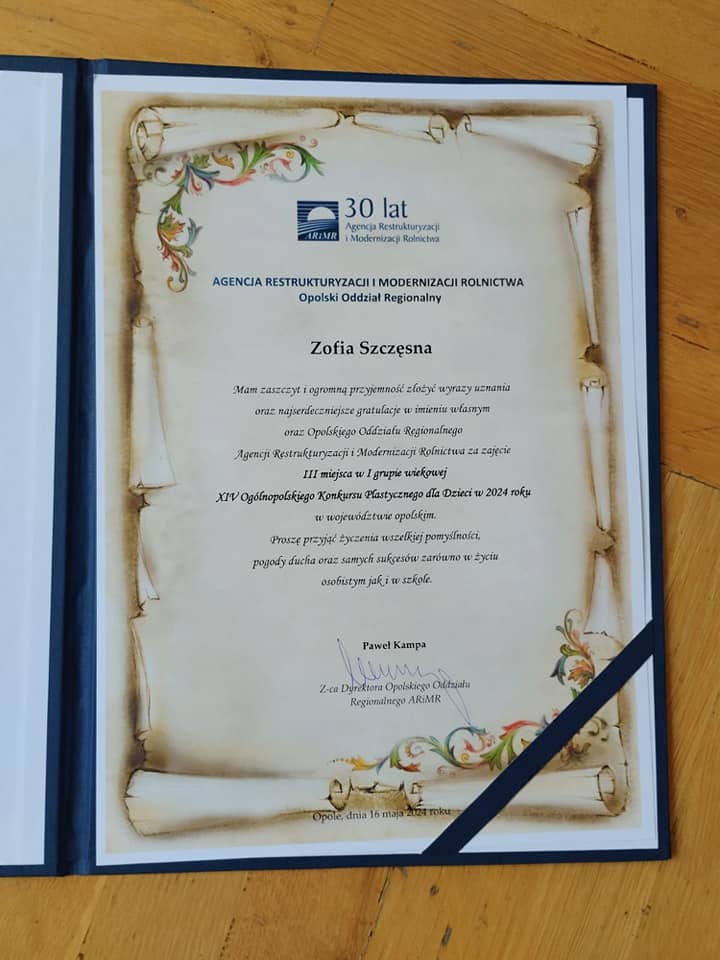 30 lat
Agencja Restrukturyzacji
i Modernizacji Rolnictwa
ARiMR
AGENCJA RESTRUKTURYZACJI I MODERNIZACJI ROLNICTWA
Opolski Oddział Regionalny
Zofia Szczęsna
Mam zaszczyt i ogromną przyjemność złożyć wyrazy uznania
oraz najserdeczniejsze gratulacje w imieniu własnym
oraz Opolskiego Oddziału Regionalnego
Agencji Restrukturyzacji i Modernizacji Rolnictwa za zajęcie
III miejsca w I grupie wiekowej
XIV Ogólnopolskiego Konkursu Plastycznego dla Dzieci w 2024 roku
w województwie opolskim.
Proszę przyjąć życzenia wszelkiej pomyślności,
pogody ducha oraz samych sukcesów zarówno w życiu
osobistym jak i w szkole.
Paweł Kampa
Z-ca Dyrektora Opolskiego Oddziału
Regionalnego ARiMR
Opole, dnia 16 maja 2024 roku